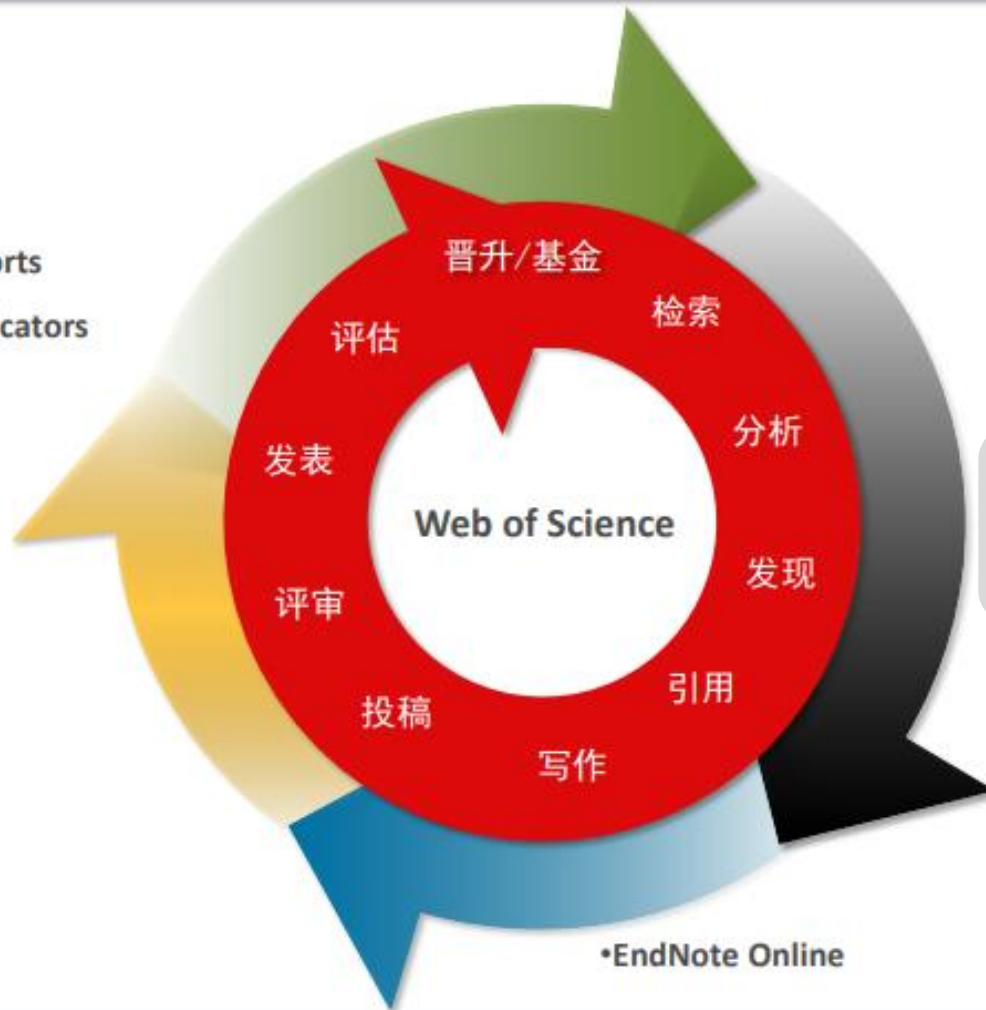 orts
cators
晋升/基金
检索
分析
发现
引用
写作
投稿
评审
发表
评估
Web of Science
•EndNote Online